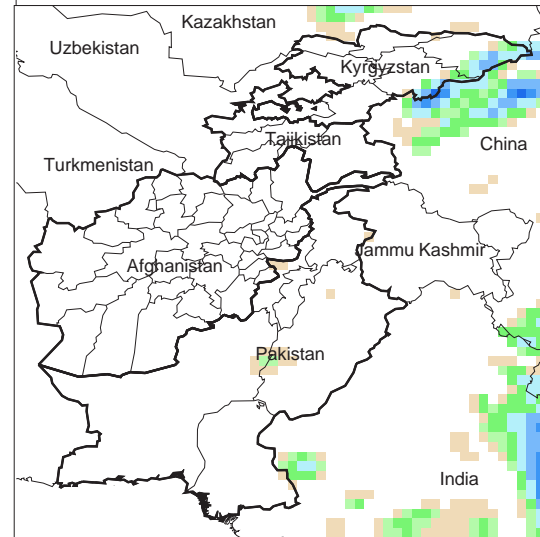 Kazakhstan
Uzbekistan
Kyrgyzstan
Tajikistan
China
Turkmenistan
Jammu Kashmir
Afghanistan
Pakistan
India